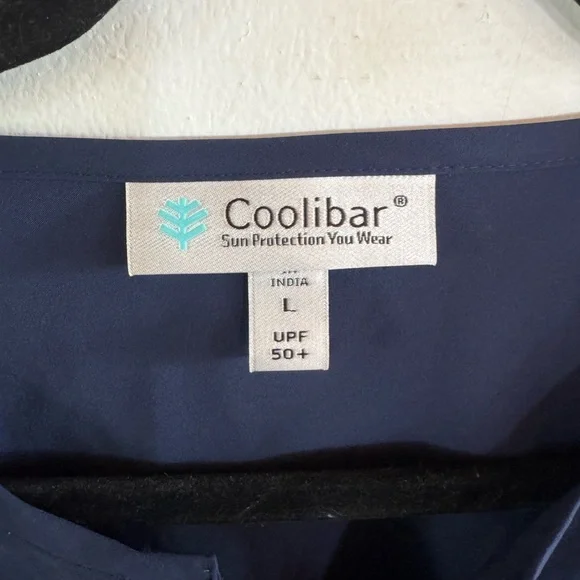 Coolibar®
Sun Protection You Wear
INDIA
L
UPF
50+